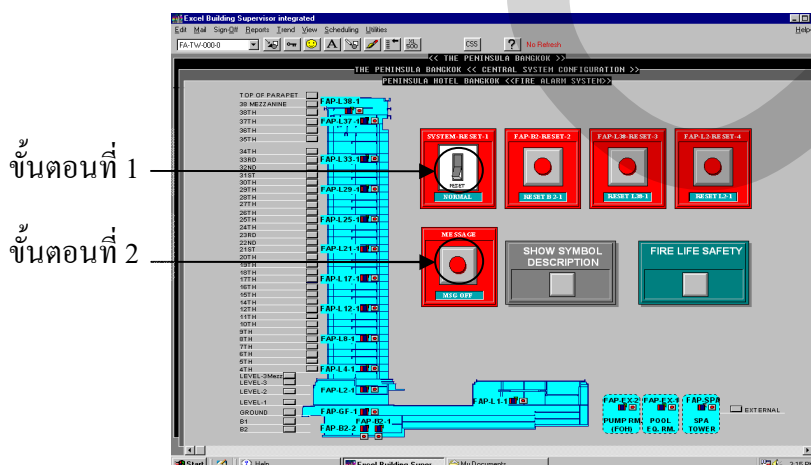 Excel Building Supervisor integrated
Edit Mail Sign-Off Reports Trend View Scheduling Utilities Help
FA-TW-000-0
A
XL 500
CSS
?
No Refresh
<< THE PENINSULA BANGKOK >>
THE PENINSULA BANGKOK << CENTRAL SYSTEM CONFIGURATION >>
PENINSULA HOTEL BANGKOK <<FIRE ALARM SYSTEM>>
ขั้นตอนที่ 1
ขั้นตอนที่ 2
TOP OF PARAPET
38 MEZZANINE
38TH
37TH
36TH
35TH
34TH
33RD
32ND
31ST
30TH
29TH
28TH
27TH
26TH
25TH
24TH
23RD
22ND
21ST
20TH
19TH
18TH
17TH
16TH
15TH
14TH
12TH
11TH
10TH
9TH
8TH
7TH
6TH
5TH
4TH
LEVEL-3Mezz
LEVEL-3
LEVEL-2
LEVEL-1
GROUND
B1
B2
FAP-L38-1
FAP-L37-1
FAP-L33-1
FAP-L29-1
FAP-L25-1
FAP-L21-1
FAP-L17-1
FAP-L12-1
FAP-L8-1
FAP-L4-1
FAP-L2-1
FAP-GF-1
FAP-B2-1
FAP-B2-2
FAP-L1-1
SYSTEM-RESET-1
RESET
NORMAL
FAP-B2-RESET-2
RESET B2-1
FAP-L38-RESET-3
RESET L38-1
FAP-L2-RESET-4
RESET L2-1
MESSAGE
MSG OFF
SHOW SYMBOL
DESCRIPTION
FIRE LIFE SAFETY
FAP-EX-2
PUMP RM.
(FOH)
POOL
EQ. RM.
FAP-SPA
SPA
TOWER
EXTERNAL
Start
Help
Excel Building Super...
My Documents